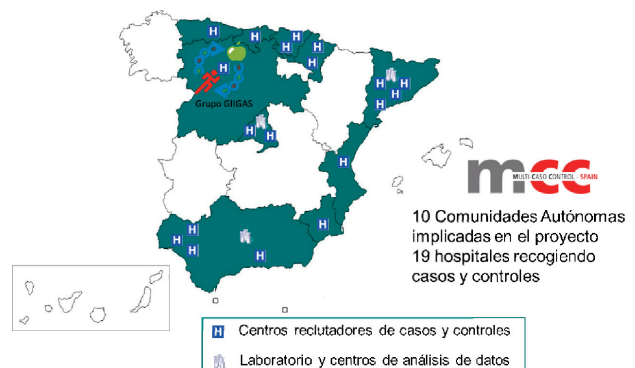 Grupo GIIGAS
mcc
MULTI-CASO CONTROL - SPAIN
10 Comunidades Autónomas
implicadas en el proyecto
19 hospitales recogiendo
casos y controles
H Centros reclutadores de casos y controles
Laboratorio y centros de análisis de datos